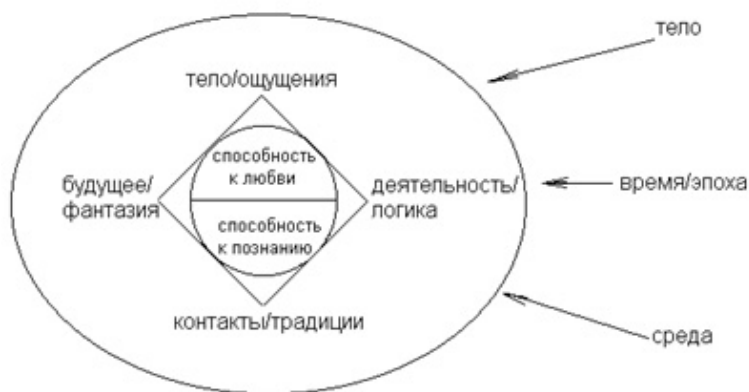 тело
тело/ощущения
способность
к любви
будущее/
фантазия
деятельность/
логика
время/эпоха
способность
к познанию
контакты/традиции
среда